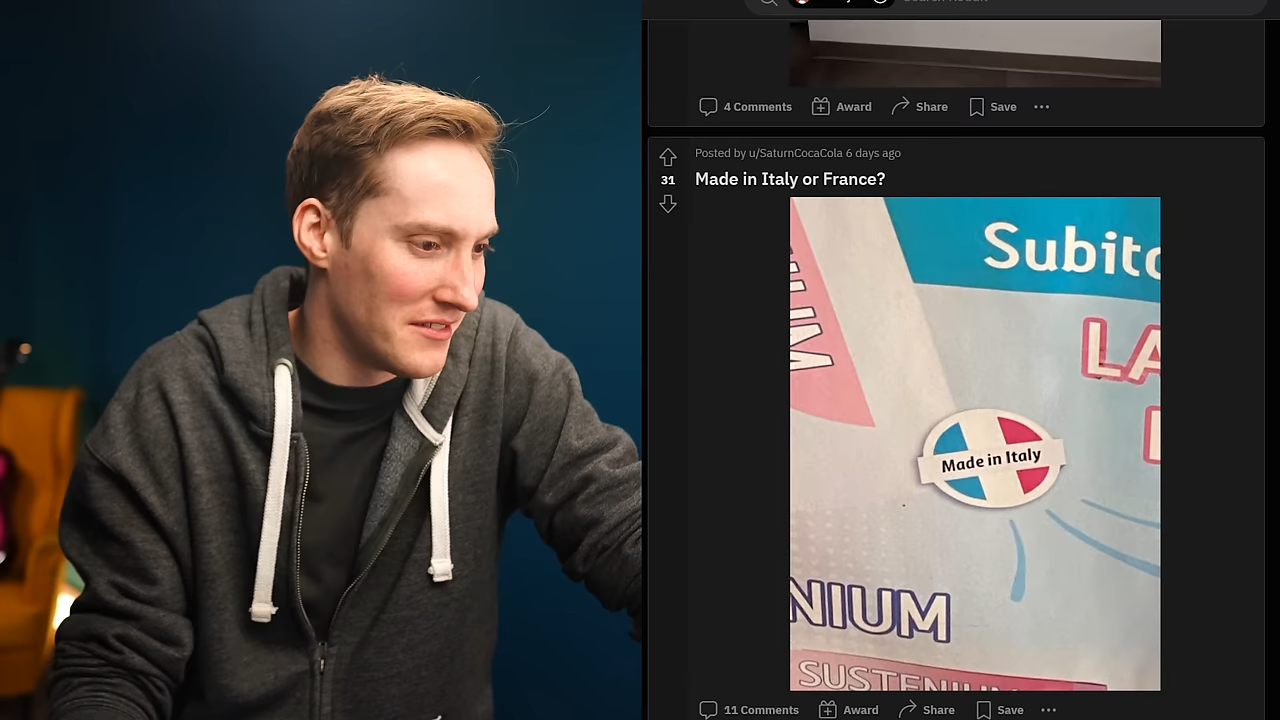 4 Comments Award Share Save
Posted by u/SaturnCocaCola 6 days ago
31
Made in Italy or France?
Subito
LA
Made in Italy
NIUM
SUSTENIUM
11 Comments Award Share Save